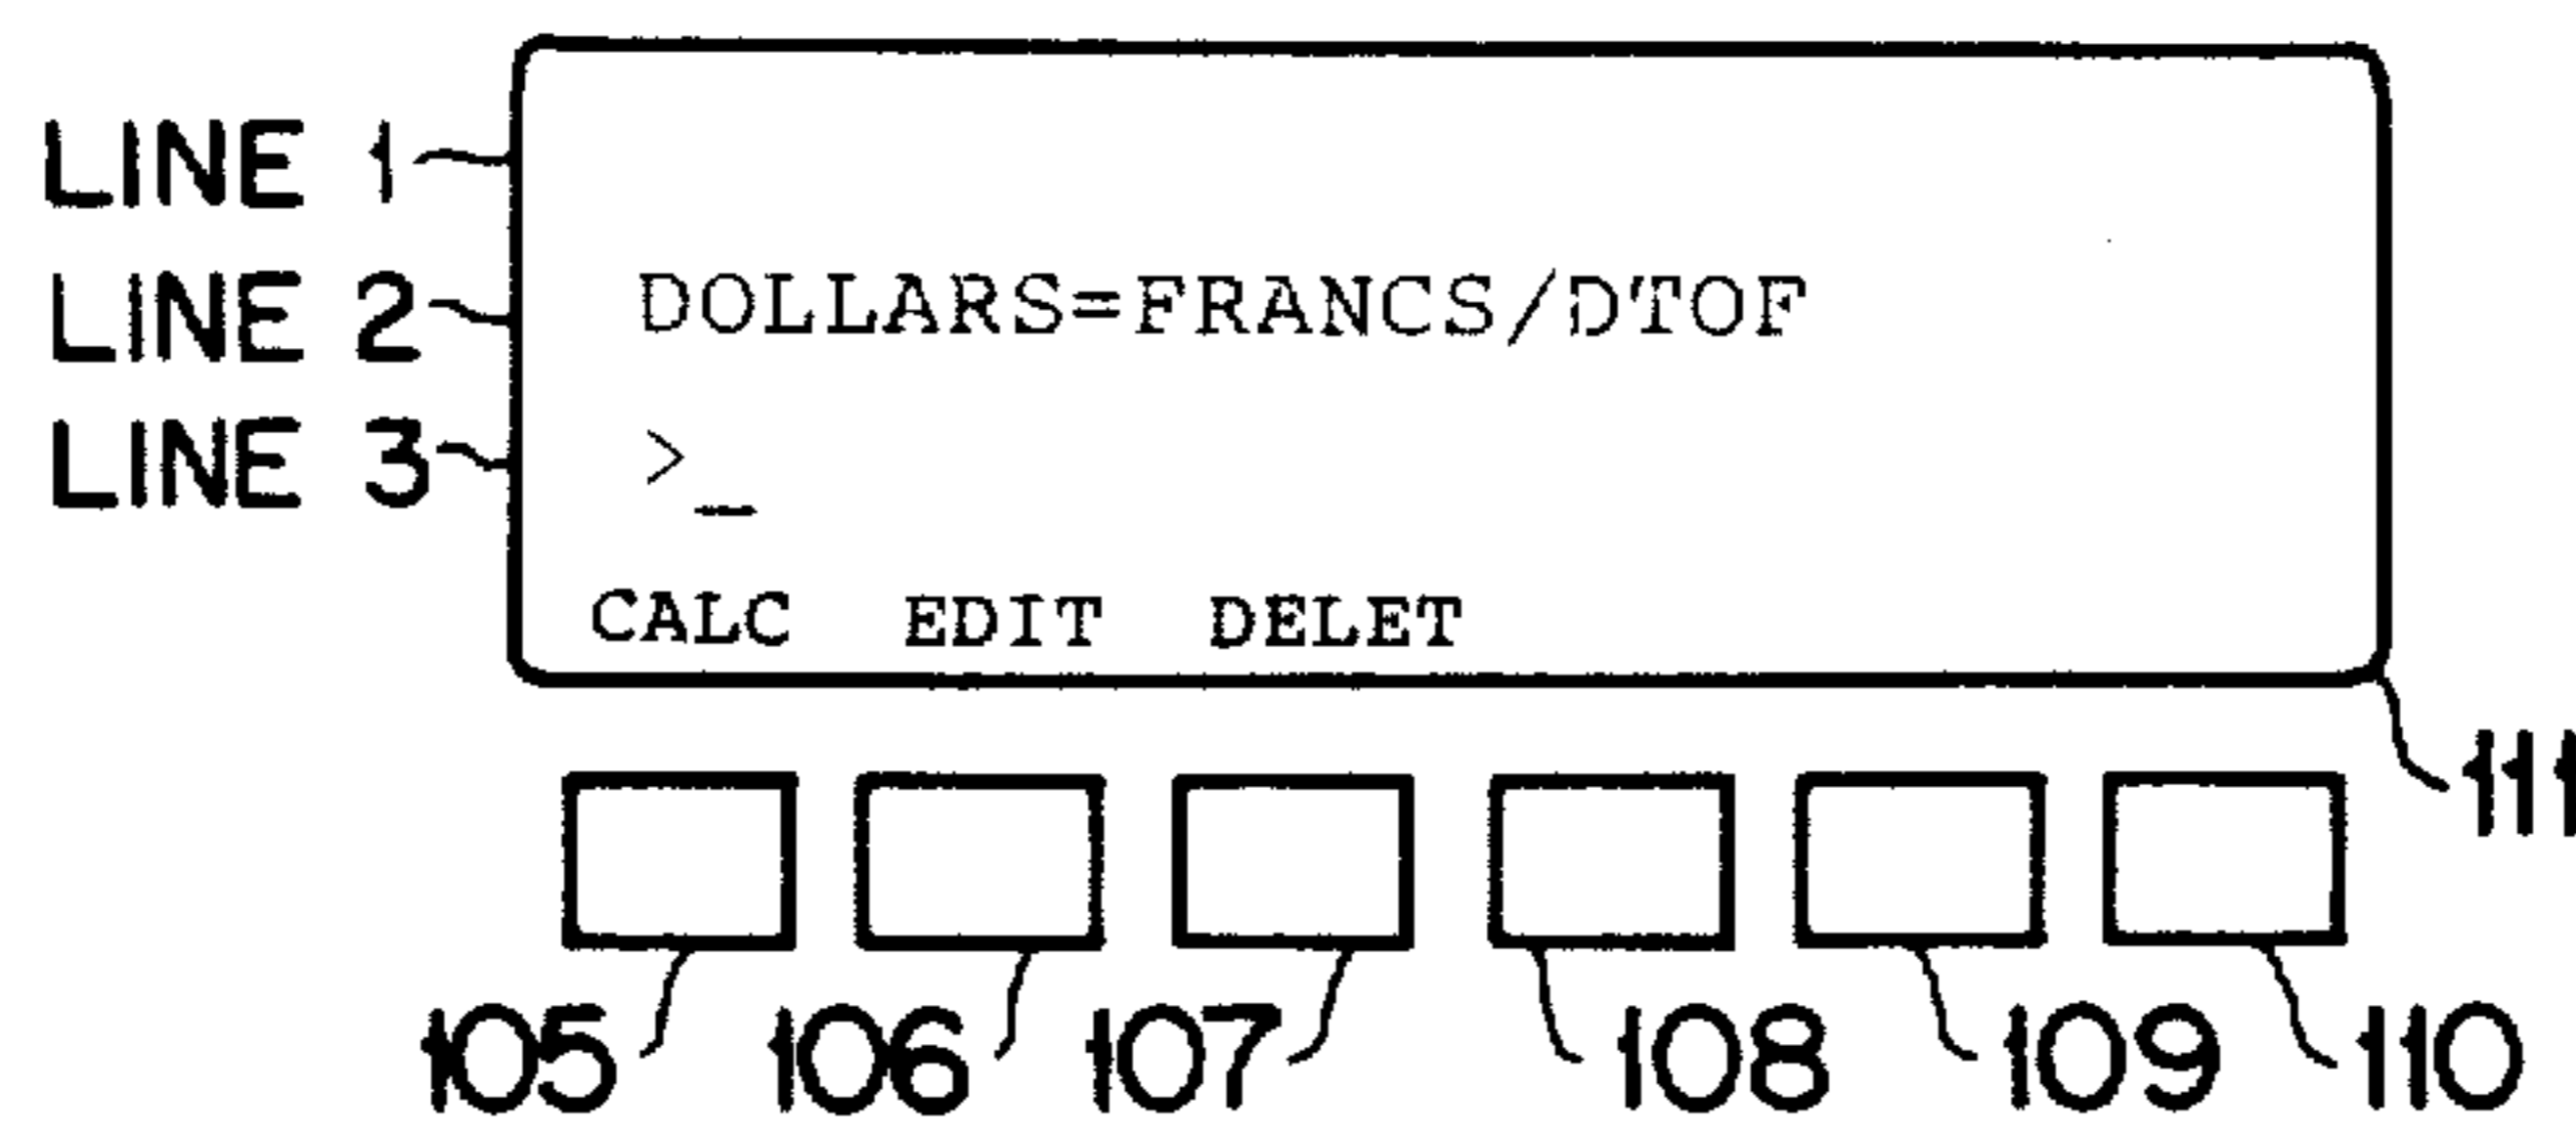 LINE 1
LINE 2 DOLLARS=FRANCS/DTOF
LINE 3 >_
CALC EDIT DELET
111
105 106 107 108 109 110